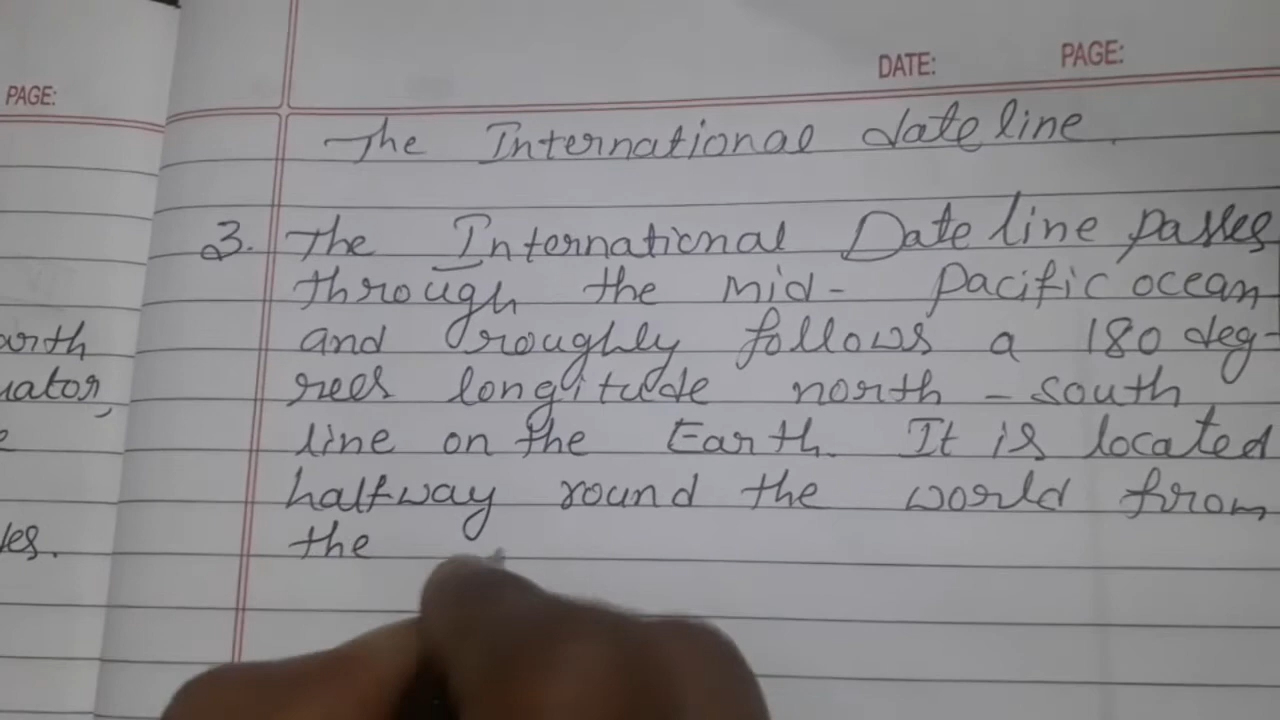 PAGE:
DATE: PAGE:
The International date line.
3. The International Date line passes
through the mid- pacific ocean
and roughly follows a 180 deg-
rees longitude north - south
line on the Earth. It is located
halfway round the world from
the